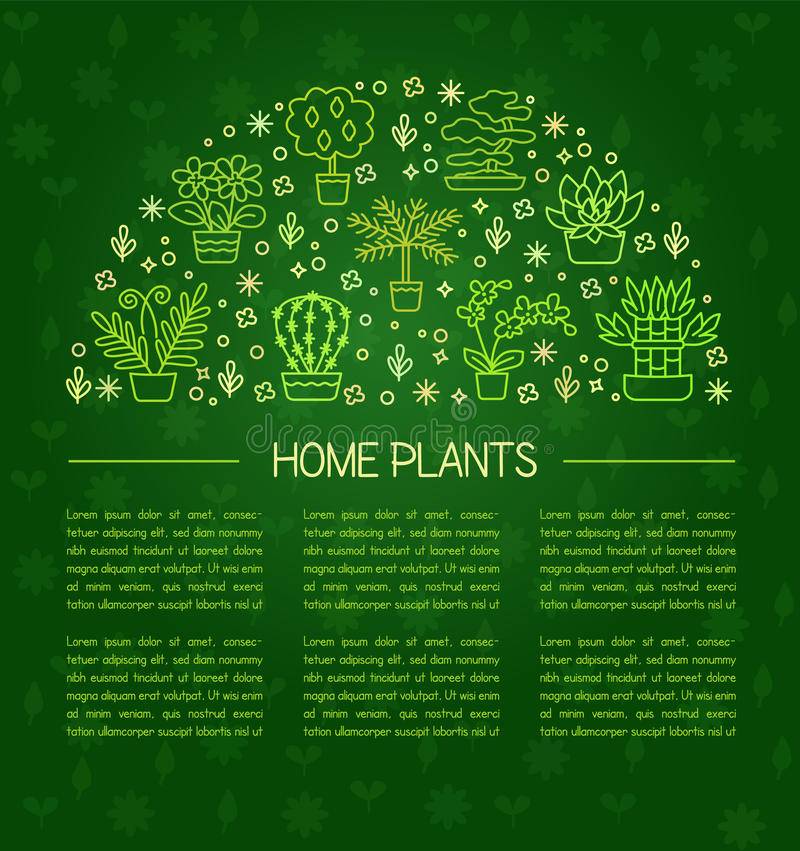 dreamstime
HOME PLANTS
Lorem ipsum dolor sit amet, consec-
tetuer adipiscing elit, sed diam nonummy
nibh euismod tincidunt ut laoreet dolore
magna aliquam erat volutpat. Ut wisi enim
ad minim veniam, quis nostrud exerci
tation ullamcorper suscipit lobortis nisl ut
Lorem ipsum dolor sit amet, consec-
tetuer adipiscing elit, sed diam nonummy
nibh euismod tincidunt ut laoreet dolore
magna aliquam erat volutpat. Ut wisi enim
ad minim veniam, quis nostrud exerci
tation ullamcorper suscipit lobortis nisl ut
Lorem ipsum dolor sit amet, consec-
tetuer adipiscing elit, sed diam nonummy
nibh euismod tincidunt ut laoreet dolore
magna aliquam erat volutpat. Ut wisi enim
ad minim veniam, quis nostrud exerci
tation ullamcorper suscipit lobortis nisl ut
Lorem ipsum dolor sit amet, consec-
tetuer adipiscing elit, sed diam nonummy
nibh euismod tincidunt ut laoreet dolore
magna aliquam erat volutpat. Ut wisi enim
ad minim veniam, quis nostrud exerci
tation ullamcorper suscipit lobortis nisl ut
Lorem ipsum dolor sit amet, consec-
tetuer adipiscing elit, sed diam nonummy
nibh euismod tincidunt ut laoreet dolore
magna aliquam erat volutpat. Ut wisi enim
ad minim veniam, quis nostrud exerci
tation ullamcorper suscipit lobortis nisl ut
Lorem ipsum dolor sit amet, consec-
tetuer adipiscing elit, sed diam nonummy
nibh euismod tincidunt ut laoreet dolore
magna aliquam erat volutpat. Ut wisi enim
ad minim veniam, quis nostrud exerci
tation ullamcorper suscipit lobortis nisl ut